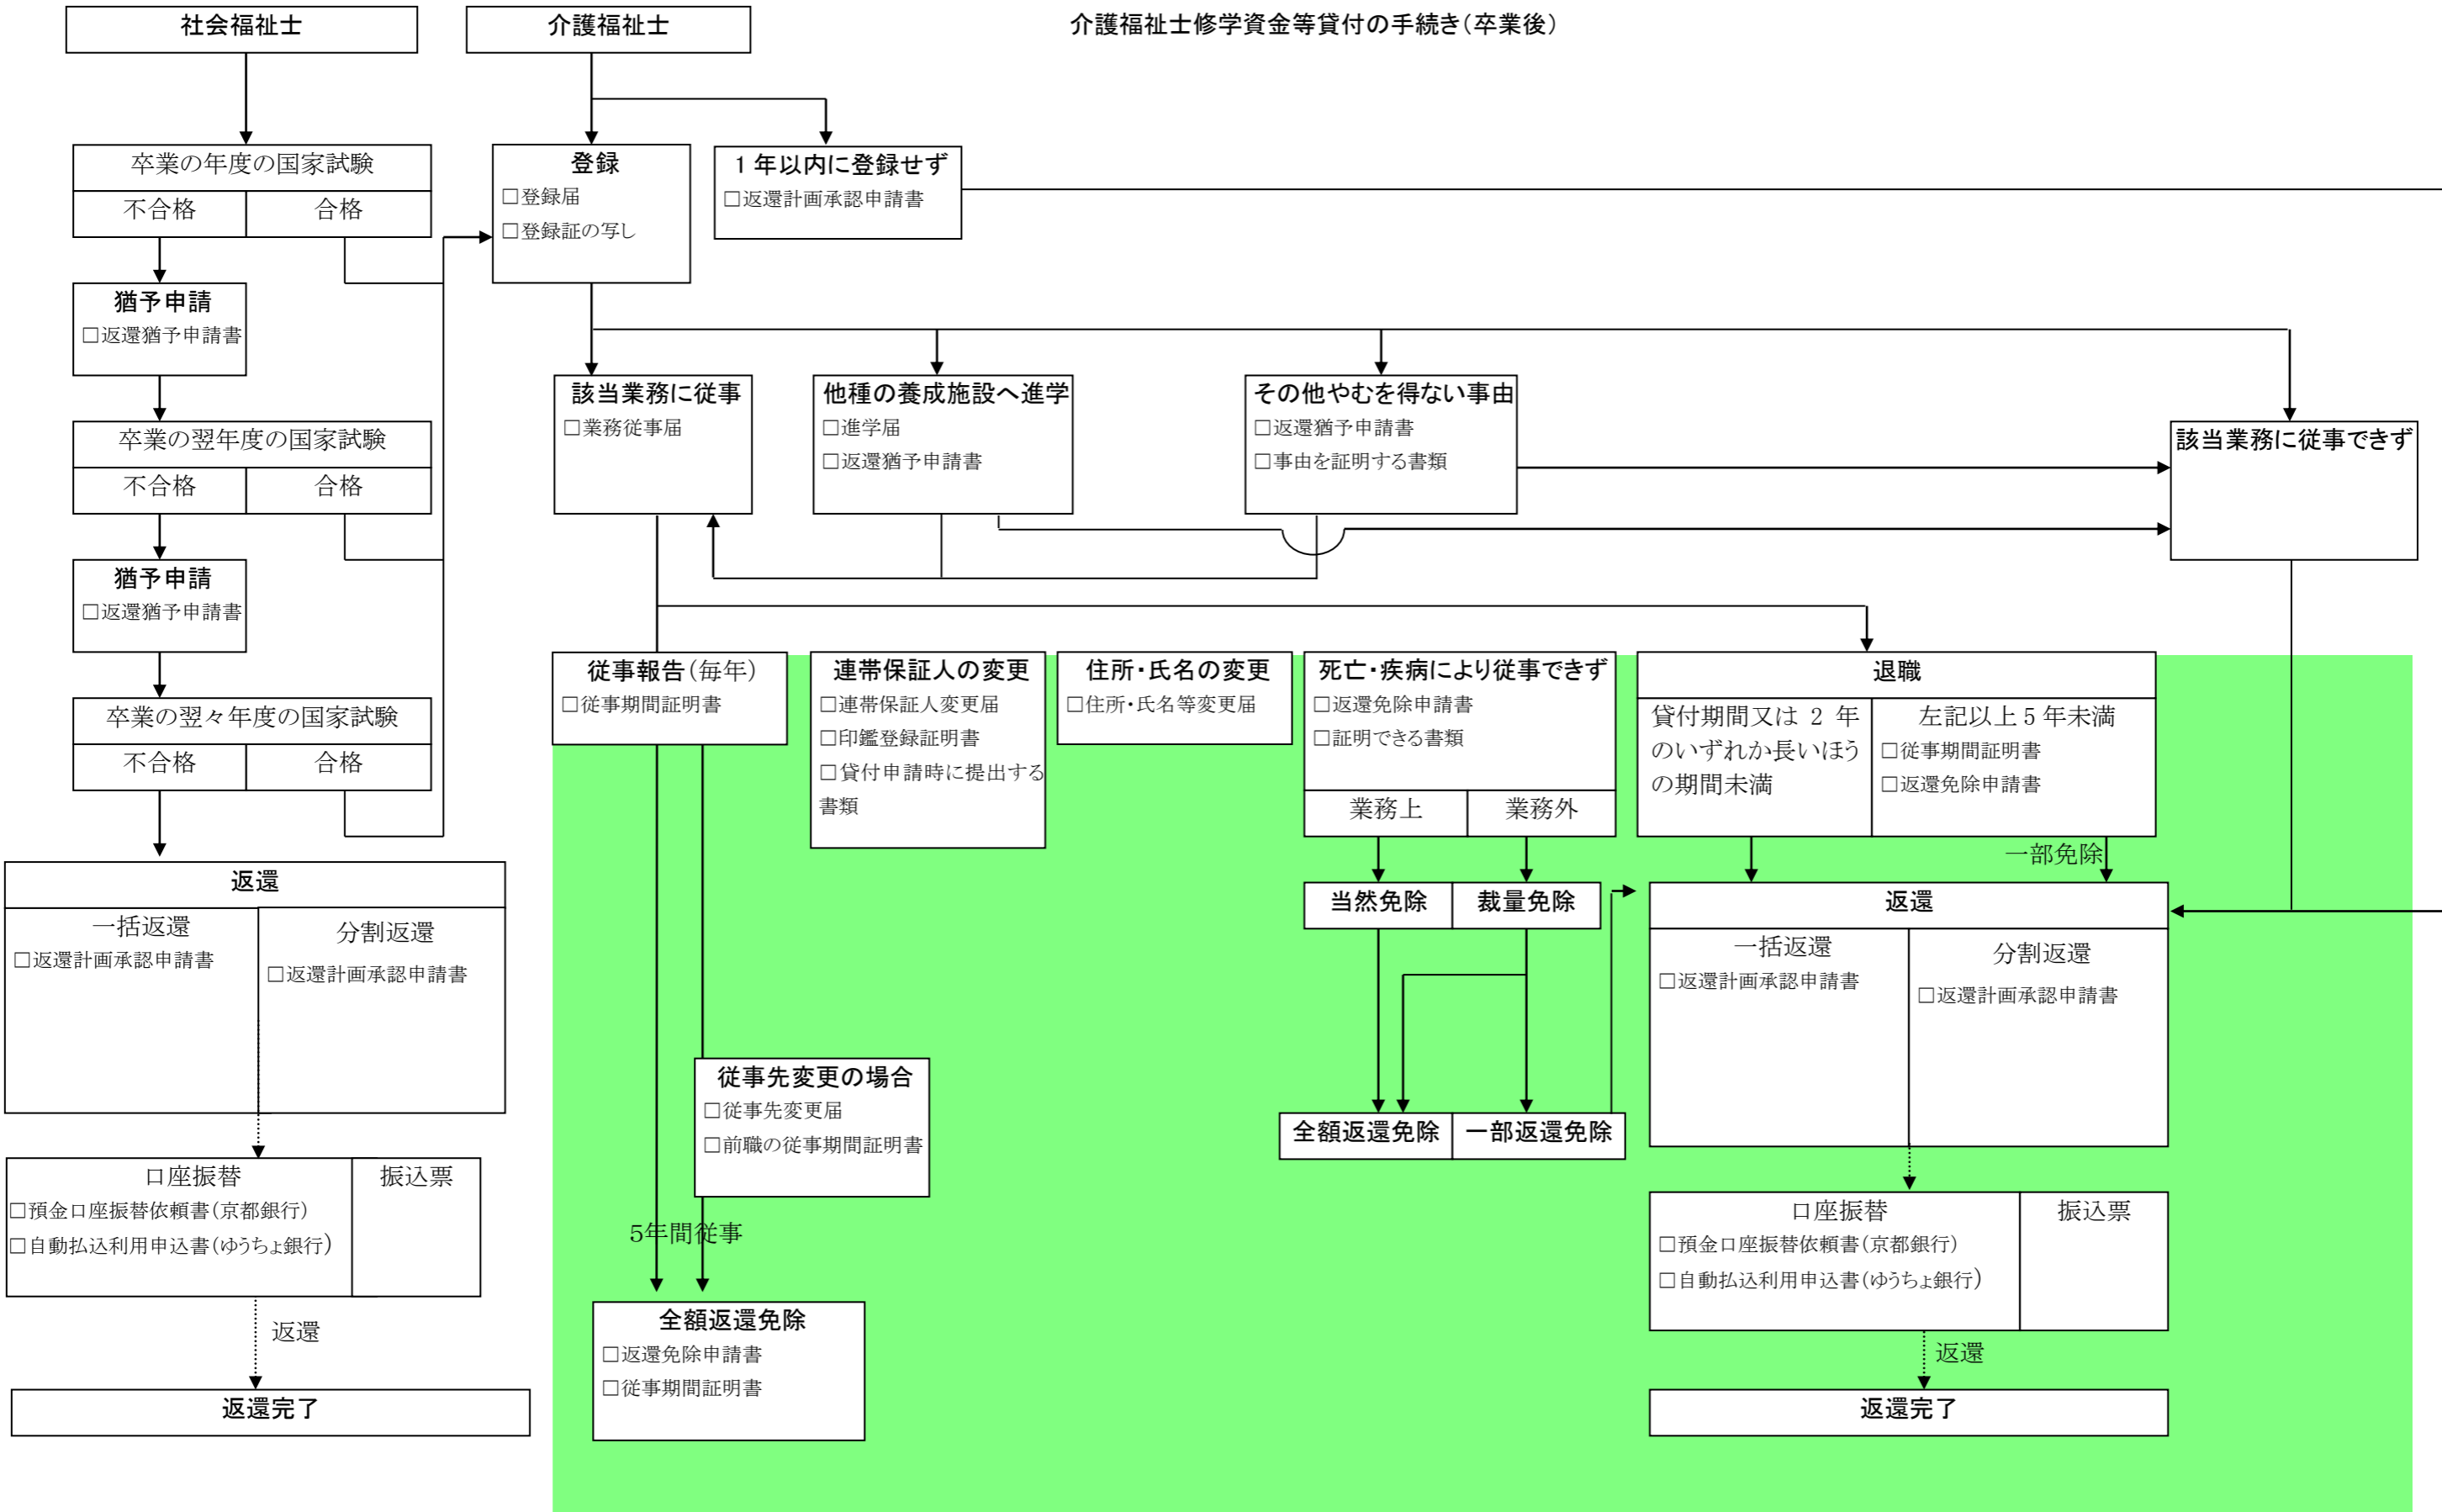 社会福祉士
介護福祉士
介護福祉士修学資金等貸付の手続き（卒業後）
卒業の年度の国家試験
不合格
合格
登録
□登録届
□登録証の写し
１年以内に登録せず
□返還計画承認申請書
猶予申請
□返還猶予申請書
卒業の翌年度の国家試験
不合格
合格
該当業務に従事
□業務従事届
他種の養成施設へ進学
□進学届
□返還猶予申請書
その他やむを得ない事由
□返還猶予申請書
□事由を証明する書類
該当業務に従事できず
猶予申請
□返還猶予申請書
卒業の翌々年度の国家試験
不合格
合格
従事報告（毎年）
□従事期間証明書
連帯保証人の変更
□連帯保証人変更届
□印鑑登録証明書
□貸付申請時に提出する
書類
住所・氏名の変更
□住所・氏名等変更届
死亡・疾病により従事できず
□返還免除申請書
□証明できる書類
業務上
業務外
退職
貸付期間又は 2 年
のいずれか長いほう
の期間未満
左記以上 5 年未満
□従事期間証明書
□返還免除申請書
一部免除
返還
一括返還
□返還計画承認申請書
分割返還
□返還計画承認申請書
当然免除
裁量免除
返還
一括返還
□返還計画承認申請書
分割返還
□返還計画承認申請書
従事先変更の場合
□従事先変更届
□前職の従事期間証明書
全額返還免除
一部返還免除
口座振替
□預金口座振替依頼書（京都銀行）
□自動払込利用申込書（ゆうちょ銀行）
振込票
5年間従事
口座振替
□預金口座振替依頼書（京都銀行）
□自動払込利用申込書（ゆうちょ銀行）
振込票
返還
全額返還免除
□返還免除申請書
□従事期間証明書
返還
返還完了
返還完了